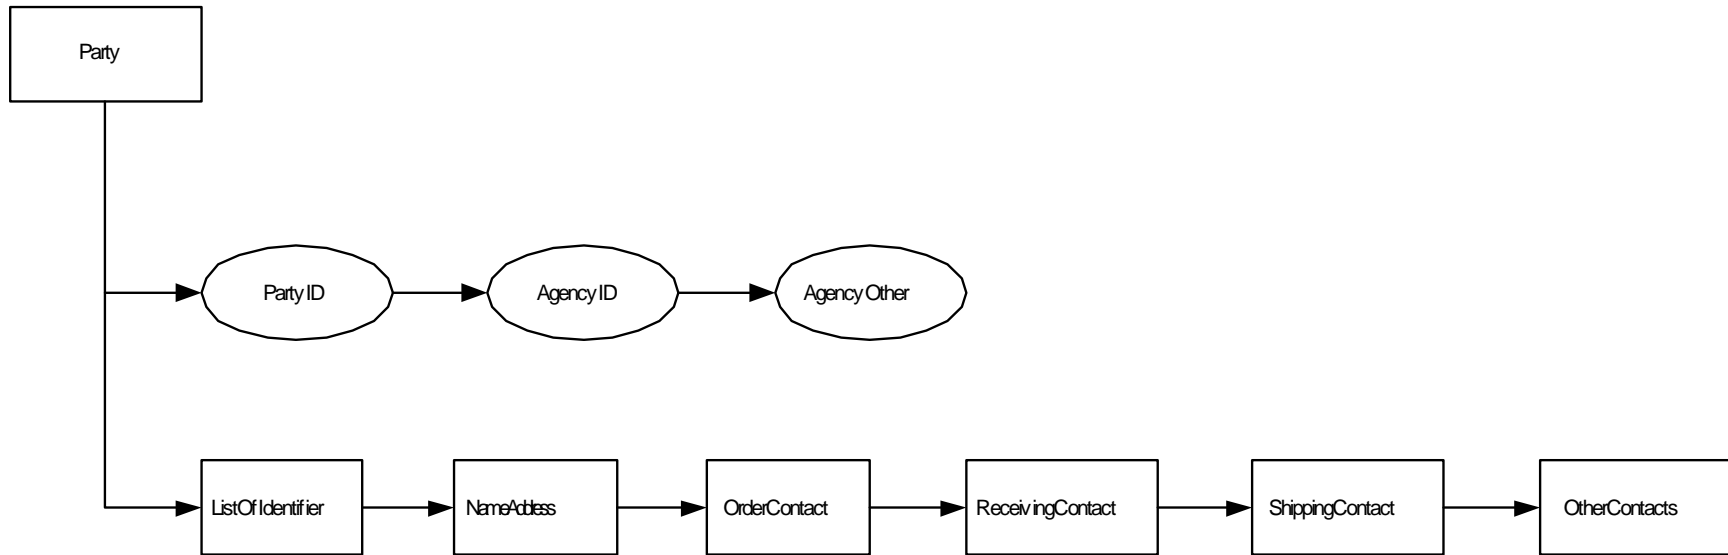 Party
Party ID
Agency ID
Agency Other
ListOfIdentifier
NameAddress
OrderContact
ReceivingContact
ShippingContact
OtherContacts